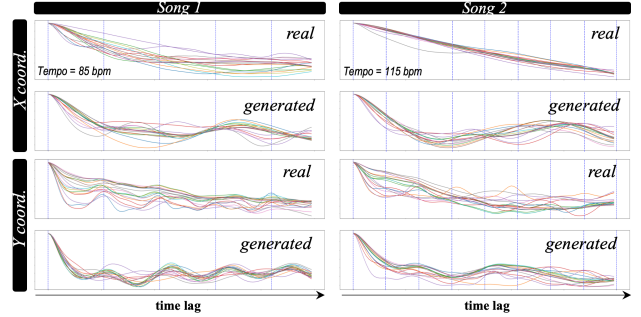 Song 1
Song 2
X coord.
real
Tempo = 85 bpm
real
Tempo = 115 bpm
generated
generated
Y coord.
real
real
generated
generated
time lag
time lag